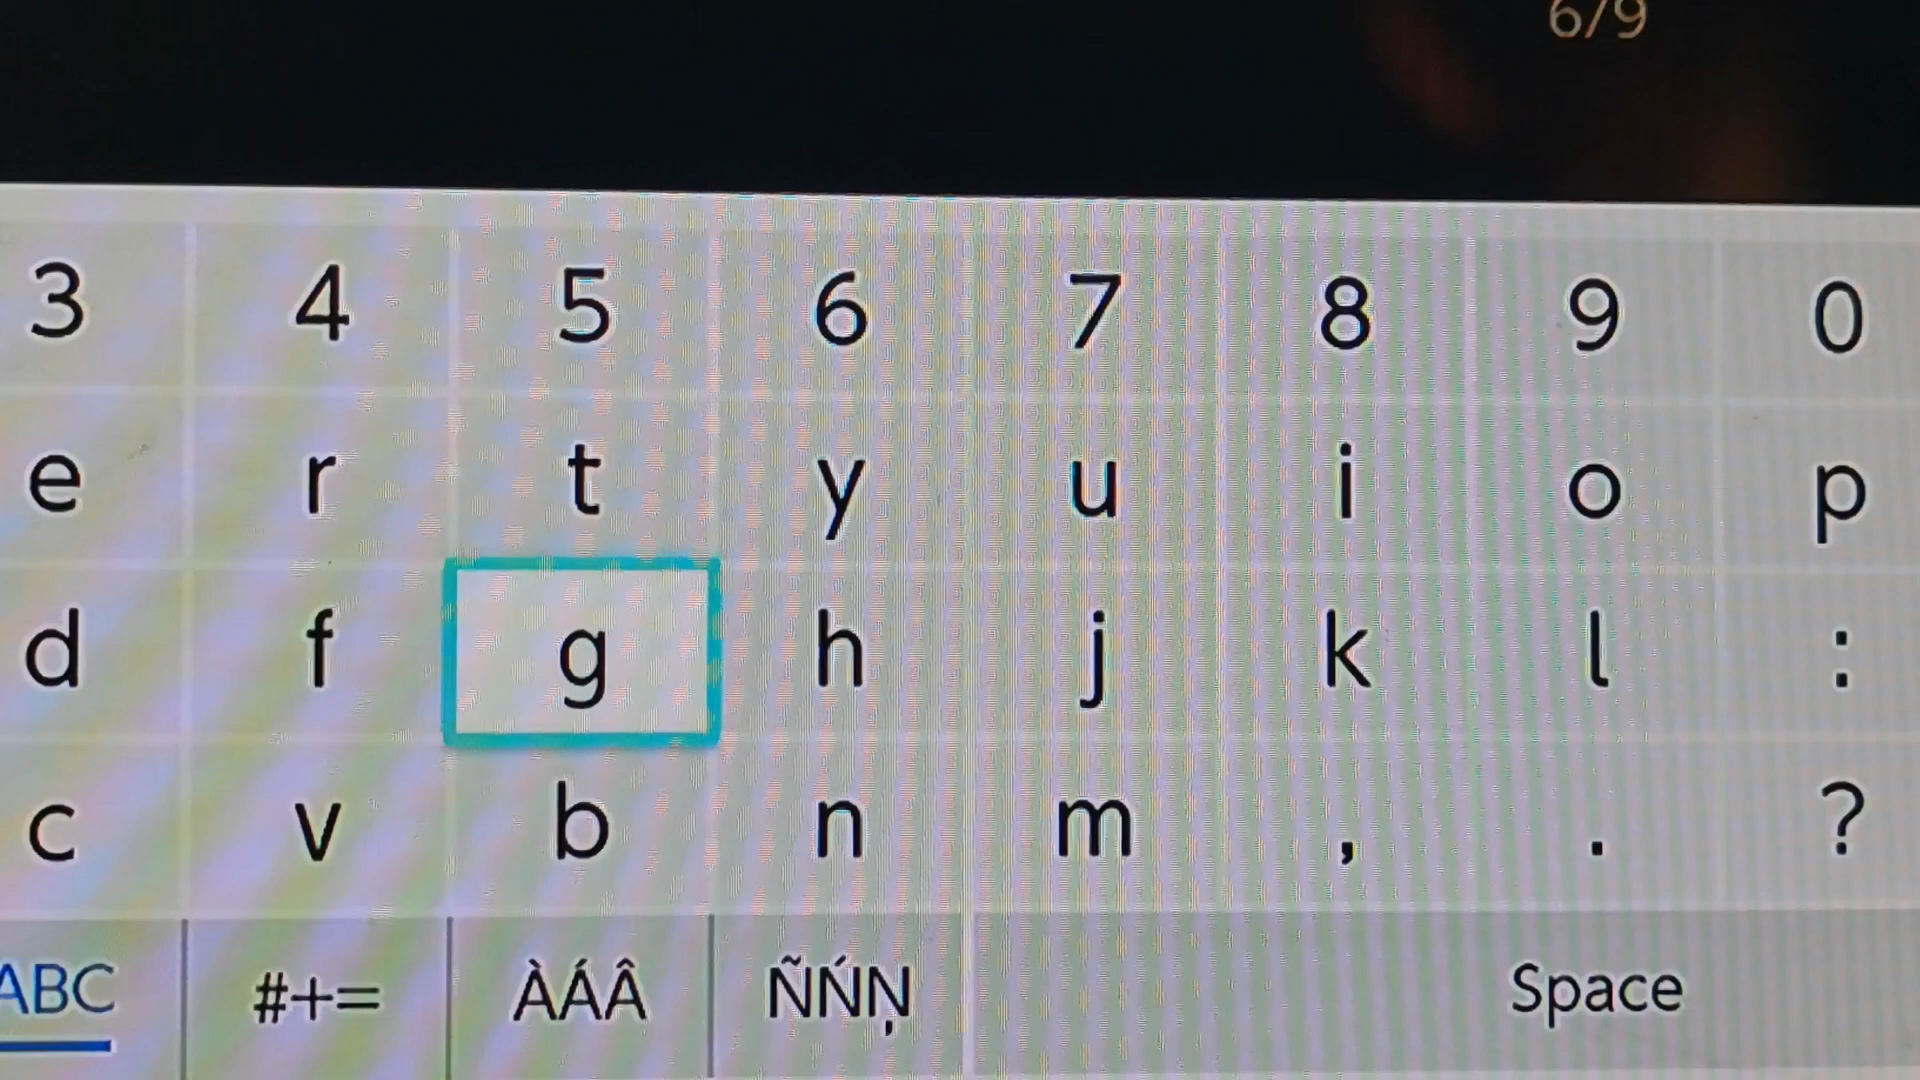 6/9
3 4 5 6 7 8 9 0
e r t y u i o p
d f g h j k l :
c v b n m , . ?
ABC #+= ÀÁÂ ÑŃŅ Space